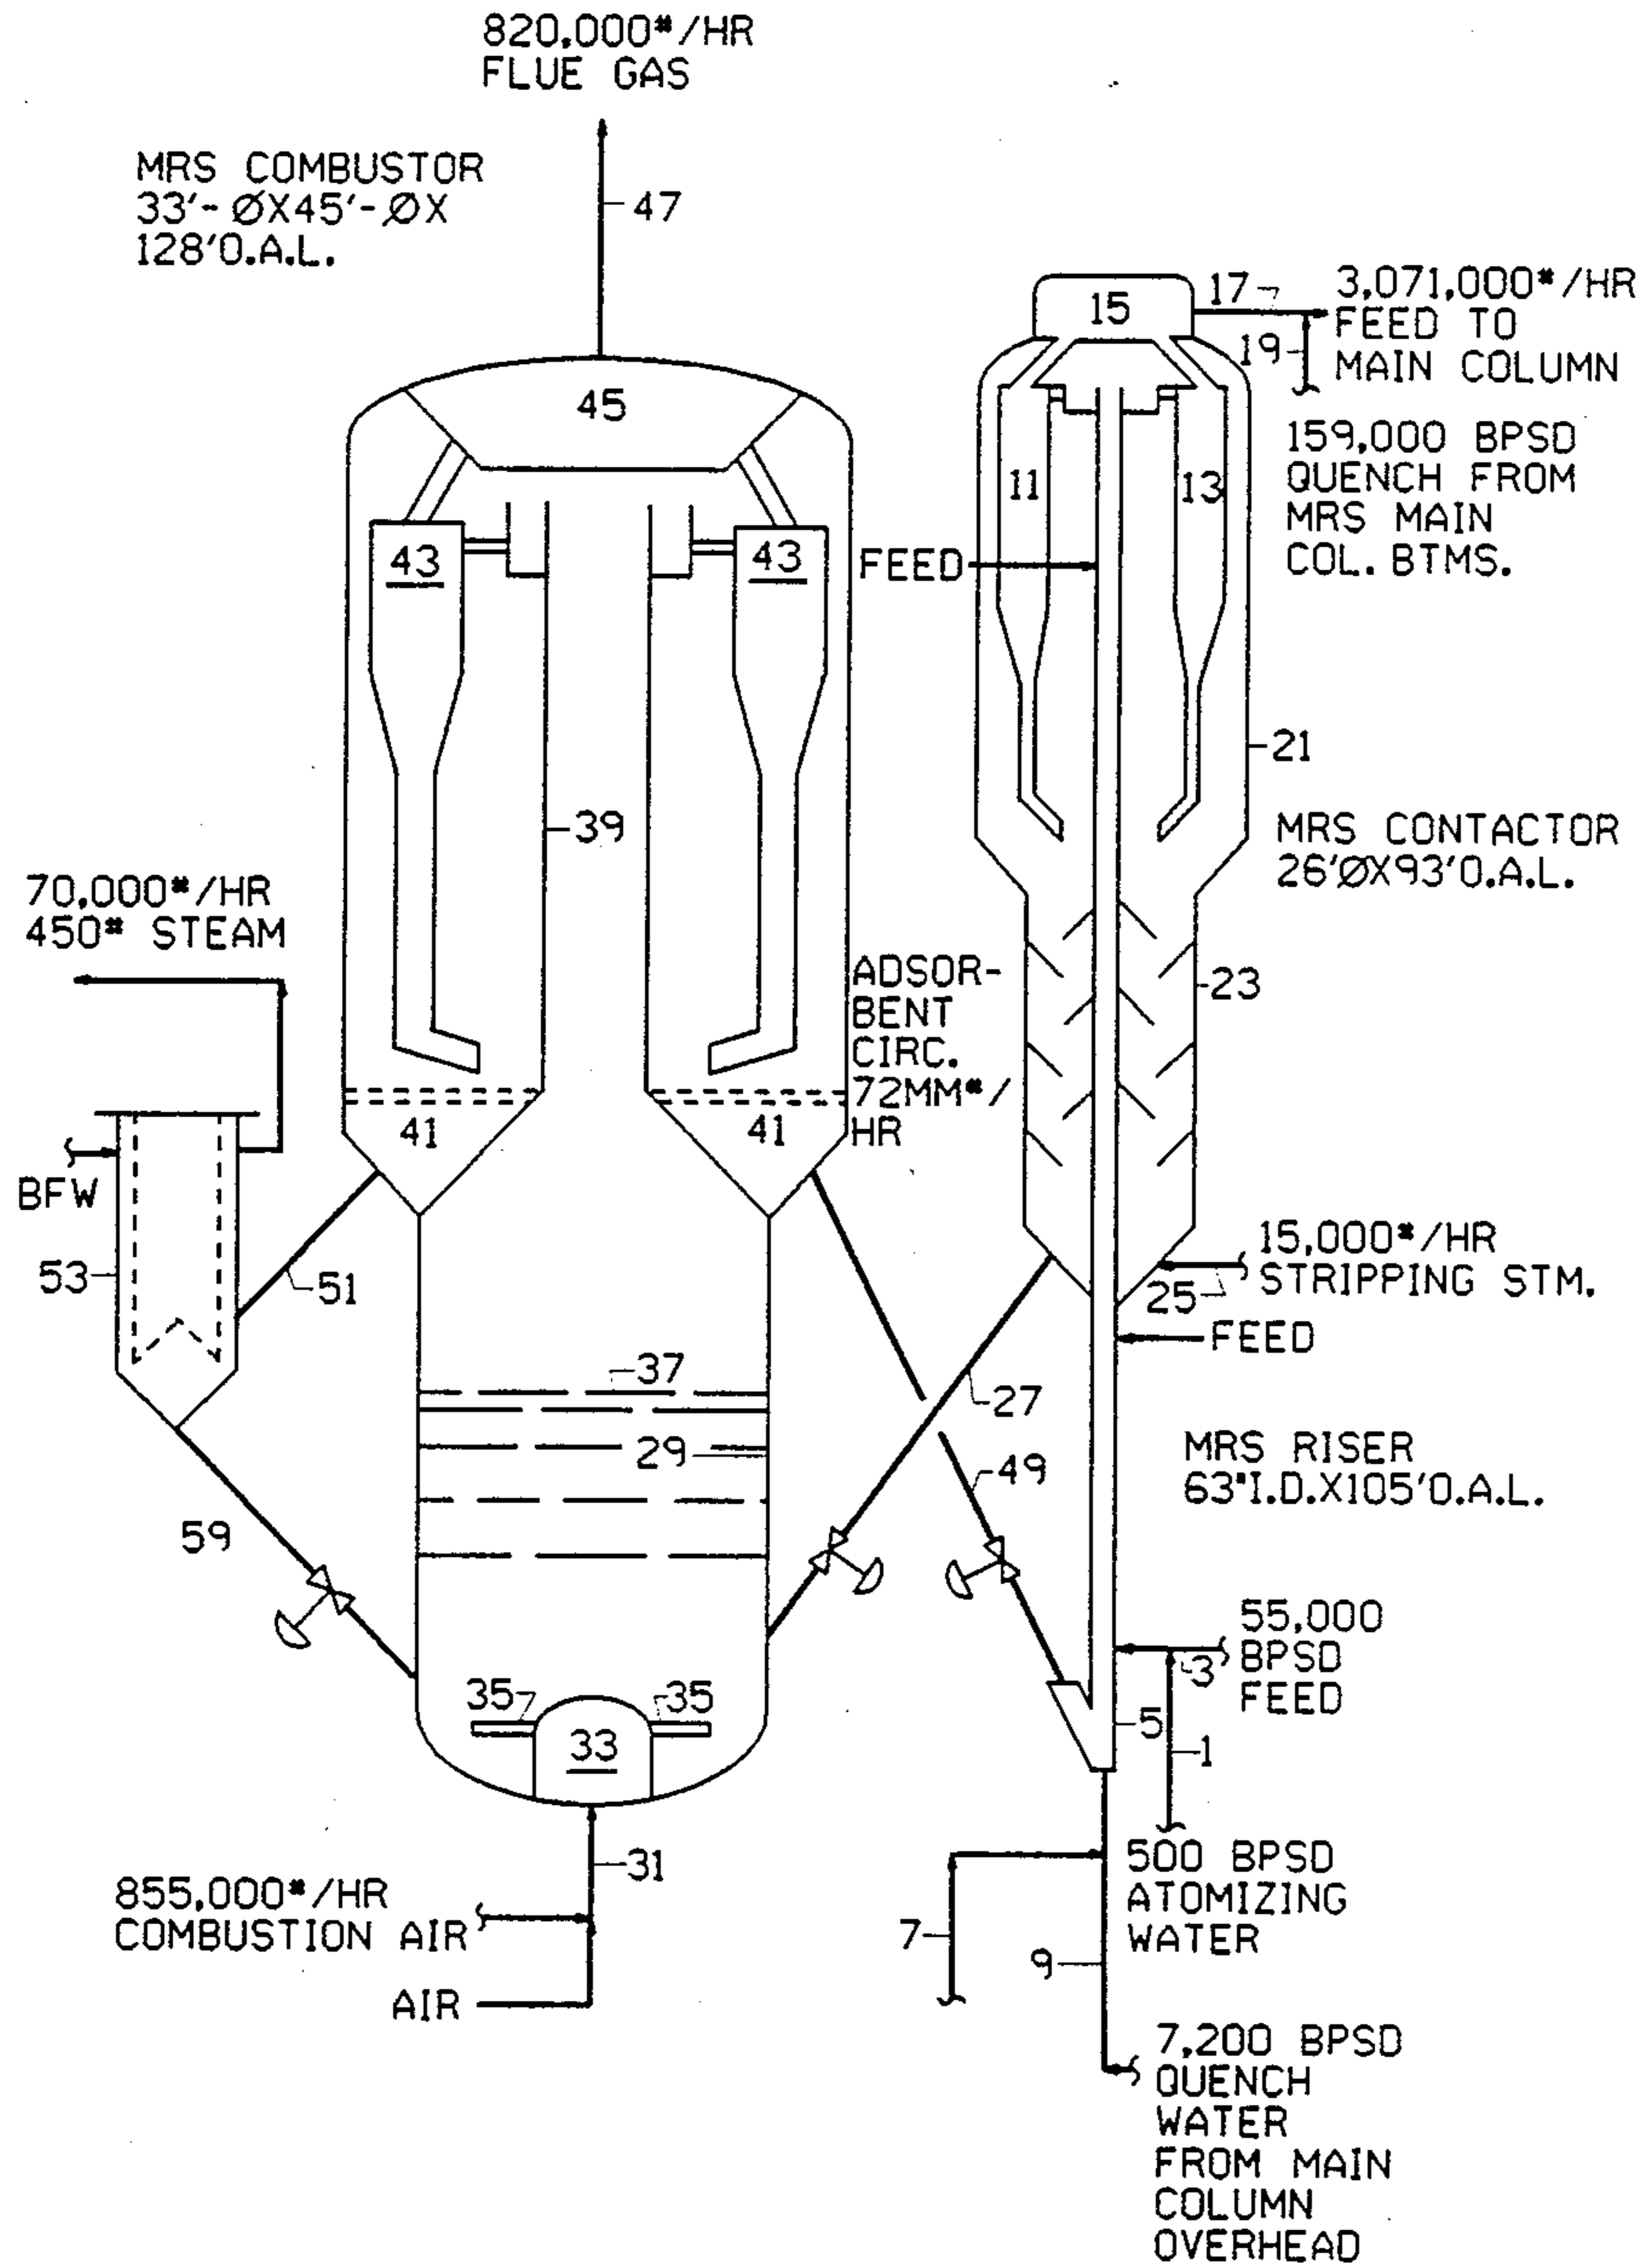 820,000#/HR
FLUE GAS
MRS COMBUSTOR
33'-ØX45'-ØX
128'O.A.L.
47
17
3,071,000#/HR
FEED TO
MAIN COLUMN
15
19
45
159,000 BPSD
QUENCH FROM
MRS MAIN
COL. BTMS.
11
13
43
43
FEED
21
39
MRS CONTACTOR
26'ØX93'O.A.L.
70,000#/HR
450# STEAM
23
ADSOR-
BENT
CIRC.
72MM#/
HR
41
41
BFW
15,000#/HR
STRIPPING STM.
53
51
25
FEED
37
27
29
49
MRS RISER
63"I.D.X105'O.A.L.
59
55,000
BPSD
FEED
3
35
35
5
33
1
500 BPSD
ATOMIZING
WATER
31
855,000#/HR
COMBUSTION AIR
7
9
AIR
7,200 BPSD
QUENCH
WATER
FROM MAIN
COLUMN
OVERHEAD